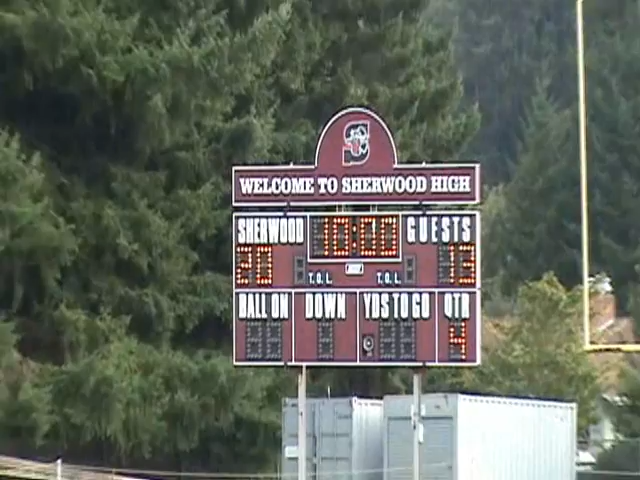 WELCOME TO SHERWOOD HIGH
SHERWOOD 10:00 GUESTS
20 T.O.L. T.O.L. 13
BALL ON DOWN YDS TO GO QTR
4